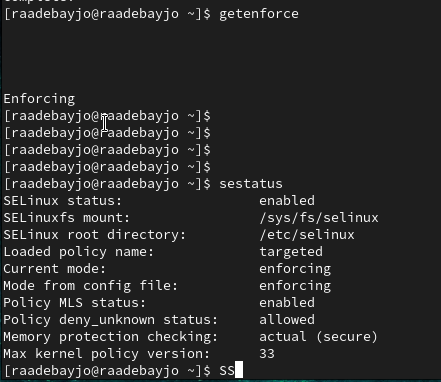 [raadebayjo@raadebayjo ~]$ getenforce
Enforcing
[raadebayjo@raadebayjo ~]$
[raadebayjo@raadebayjo ~]$
[raadebayjo@raadebayjo ~]$
[raadebayjo@raadebayjo ~]$
[raadebayjo@raadebayjo ~]$ sestatus
SELinux status:                 enabled
SELinuxfs mount:                /sys/fs/selinux
SELinux root directory:         /etc/selinux
Loaded policy name:             targeted
Current mode:                   enforcing
Mode from config file:          enforcing
Policy MLS status:              enabled
Policy deny_unknown status:     allowed
Memory protection checking:     actual (secure)
Max kernel policy version:      33
[raadebayjo@raadebayjo ~]$ SS